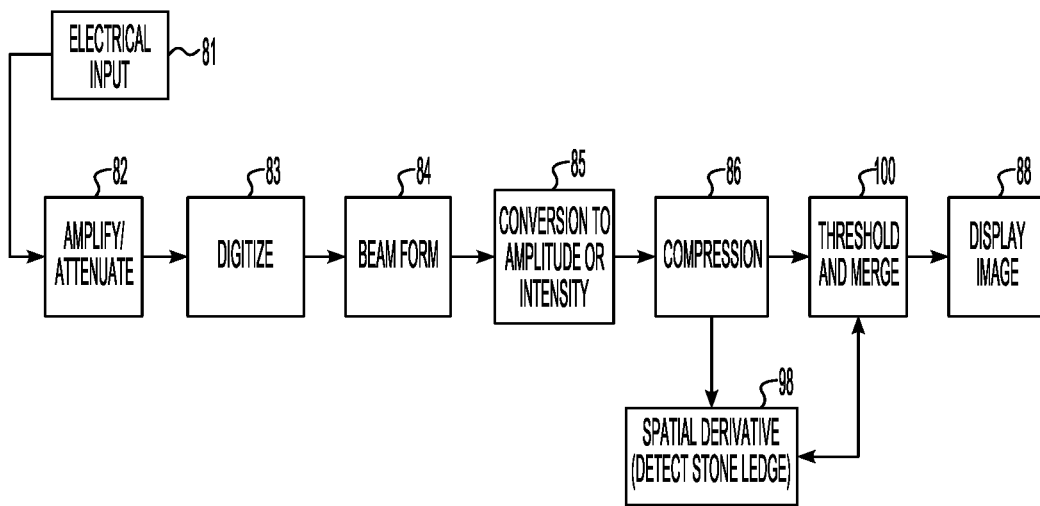 ELECTRICAL
INPUT
81
82
83
84
85
86
100
88
AMPLIFY/
ATTENUATE
DIGITIZE
BEAM FORM
CONVERSION TO
AMPLITUDE OR
INTENSITY
COMPRESSION
THRESHOLD
AND MERGE
DISPLAY
IMAGE
98
SPATIAL DERIVATIVE
(DETECT STONE LEDGE)